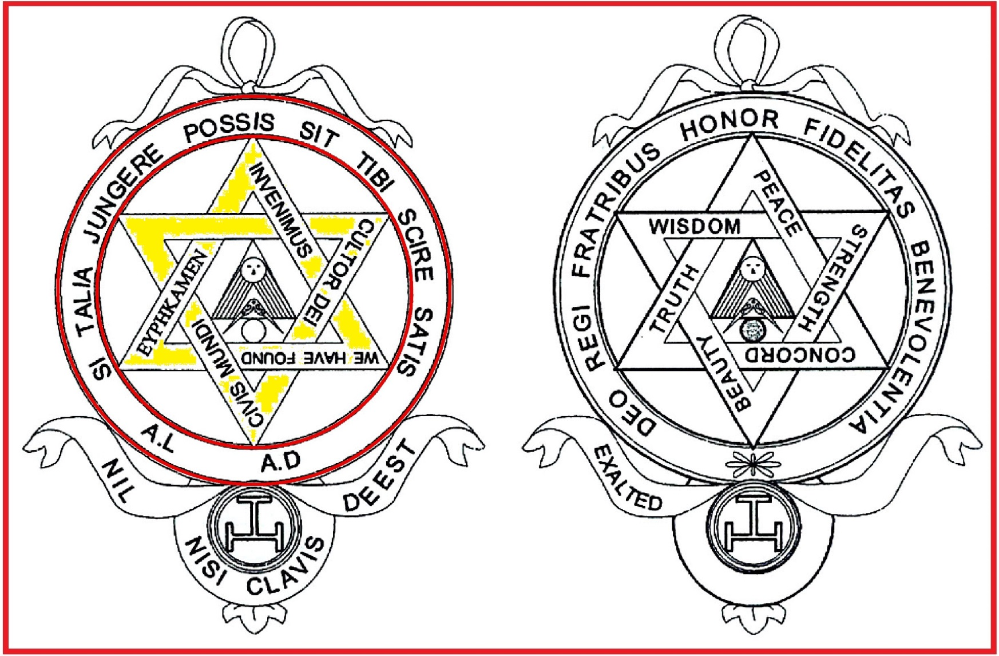 SI TALIA JUNGERE POSSIS SIT TIBI SCIRE SATIS
A.L
A.D
INVENIMUS
CULTOR DEI
WE HAVE FOUND
CIVIS MUNDI
EYPHKAMEN
NIL
NISI CLAVIS
DEEST
DEO REGI FRATRIBUS HONOR FIDELITAS BENEVOLENTIA
WISDOM
PEACE
STRENGTH
CONCORD
BEAUTY
TRUTH
EXALTED